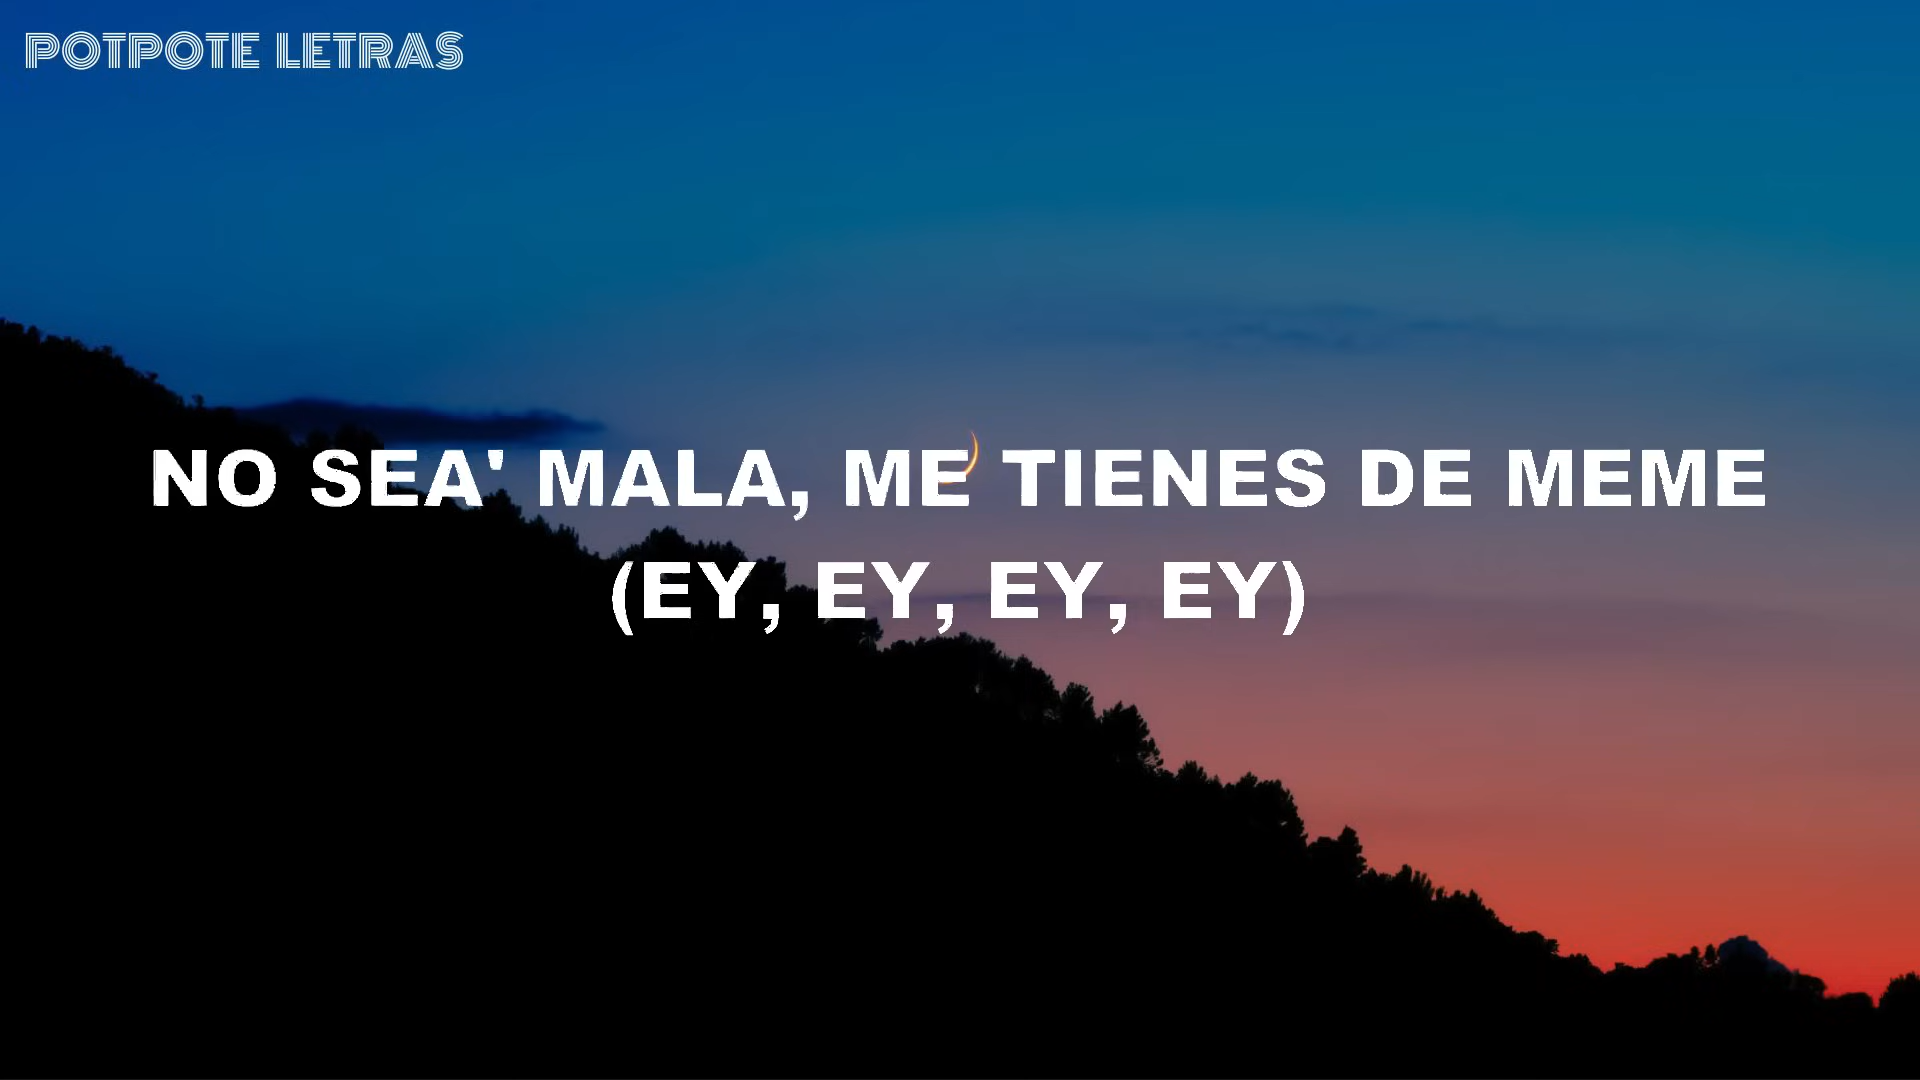 POTPOTE LETRAS
NO SEA' MALA, ME TIENES DE MEME
(EY, EY, EY, EY)